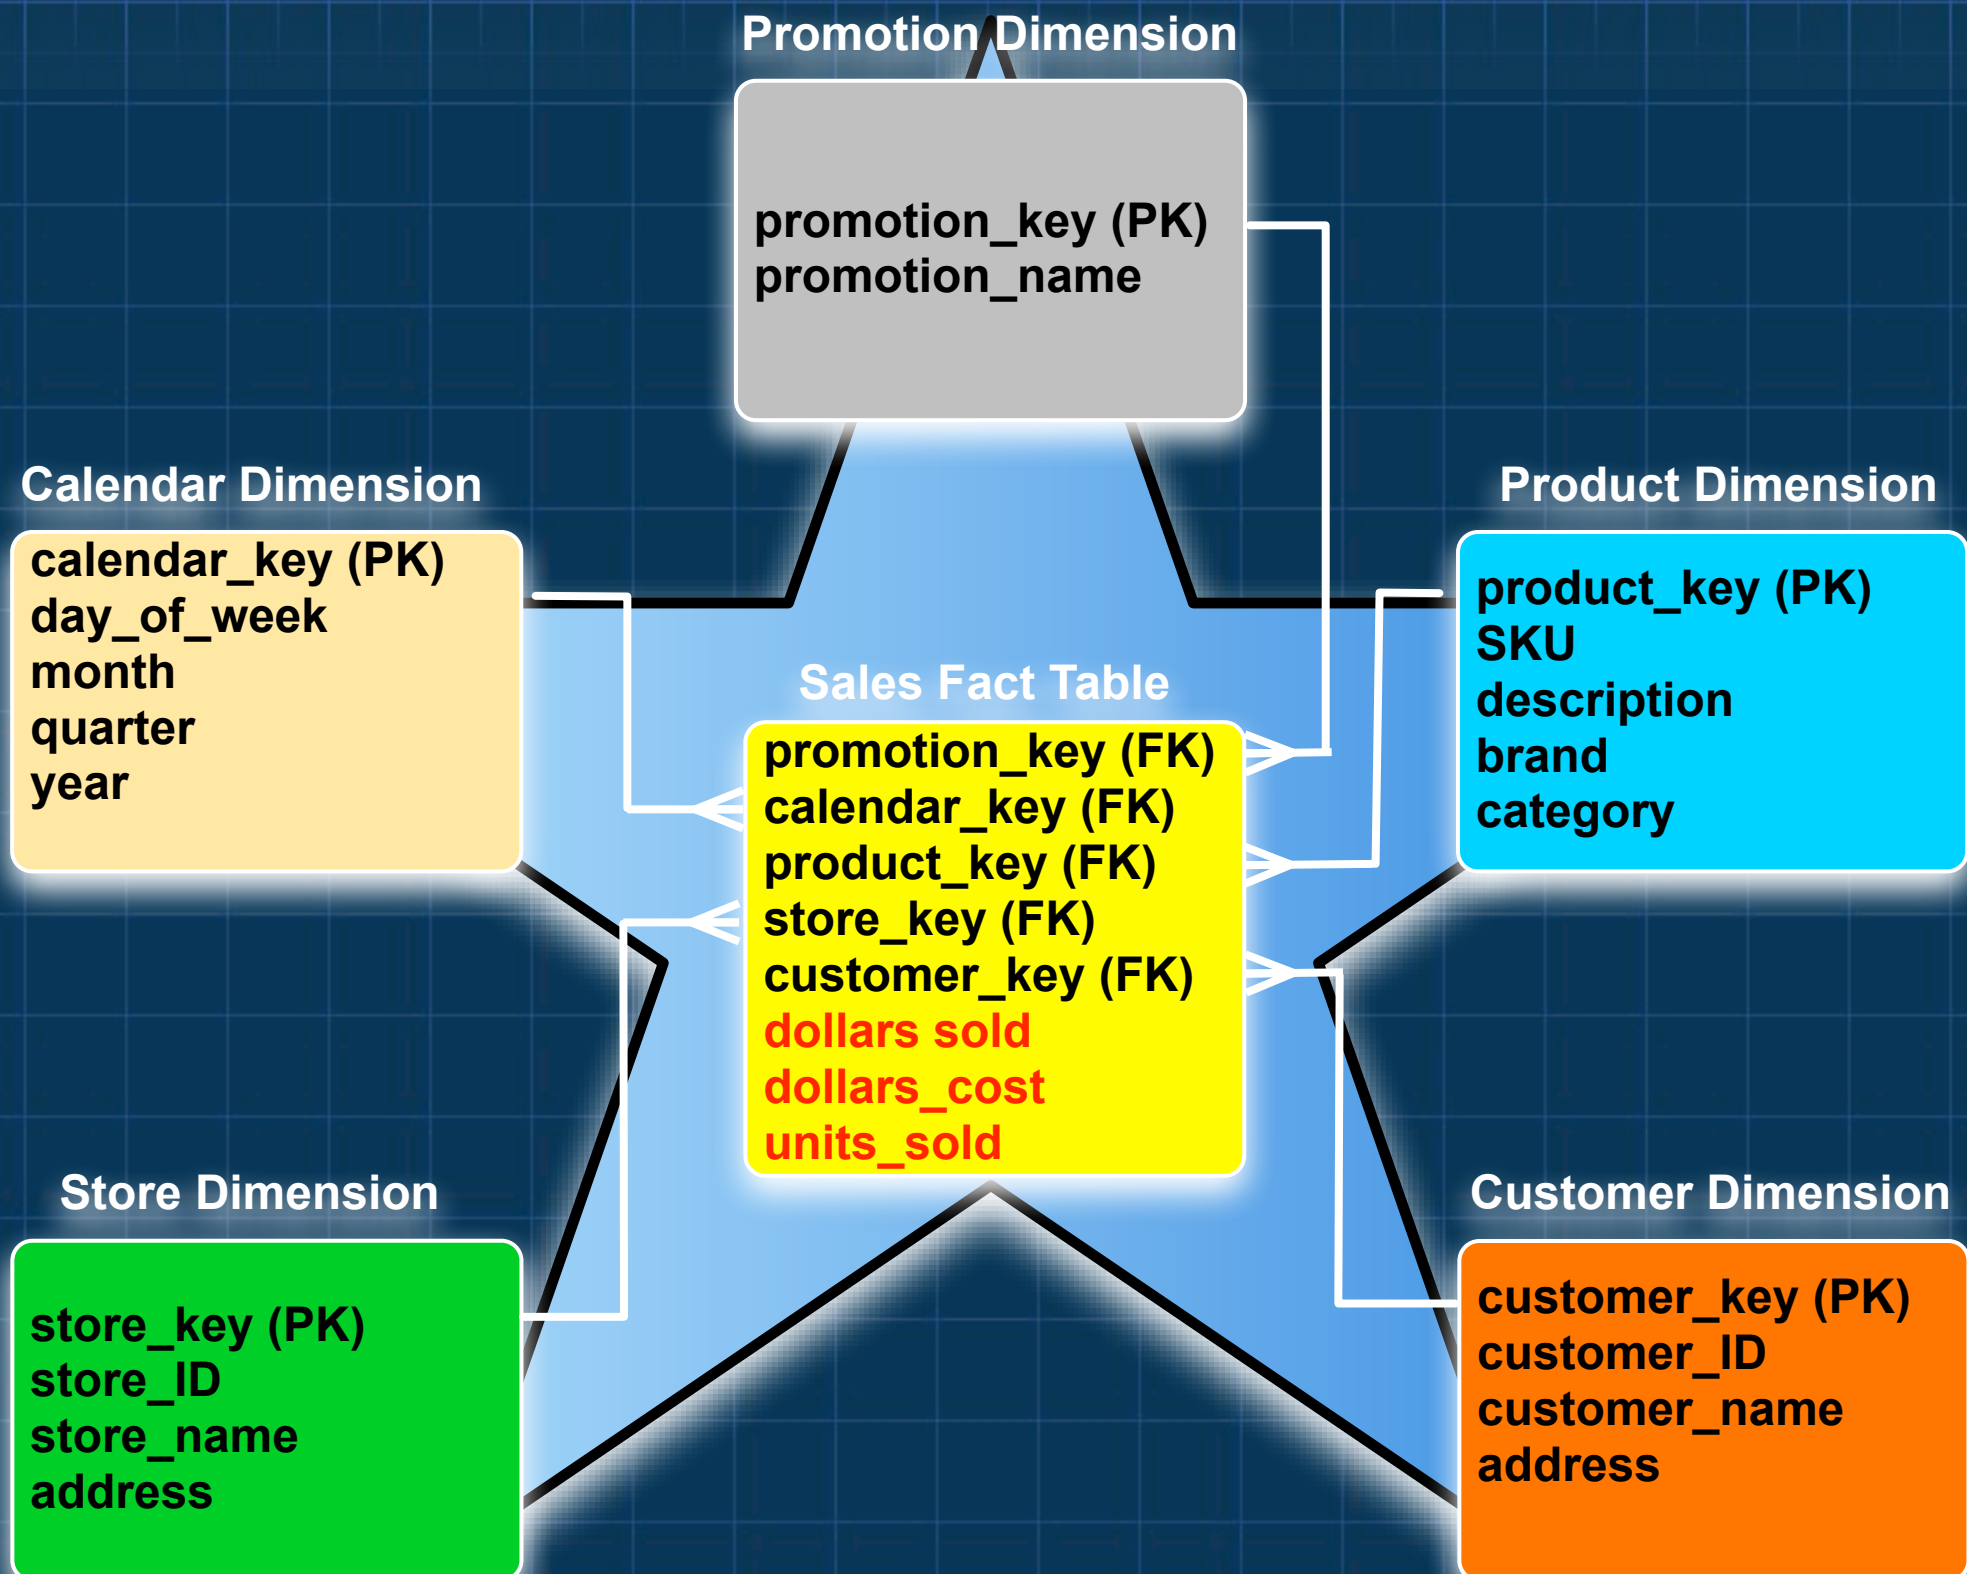 Promotion Dimension
promotion_key (PK)
promotion_name
Calendar Dimension
calendar_key (PK)
day_of_week
month
quarter
year
Product Dimension
product_key (PK)
SKU
description
brand
category
Sales Fact Table
promotion_key (FK)
calendar_key (FK)
product_key (FK)
store_key (FK)
customer_key (FK)
dollars sold
dollars_cost
units_sold
Store Dimension
store_key (PK)
store_ID
store_name
address
Customer Dimension
customer_key (PK)
customer_ID
customer_name
address